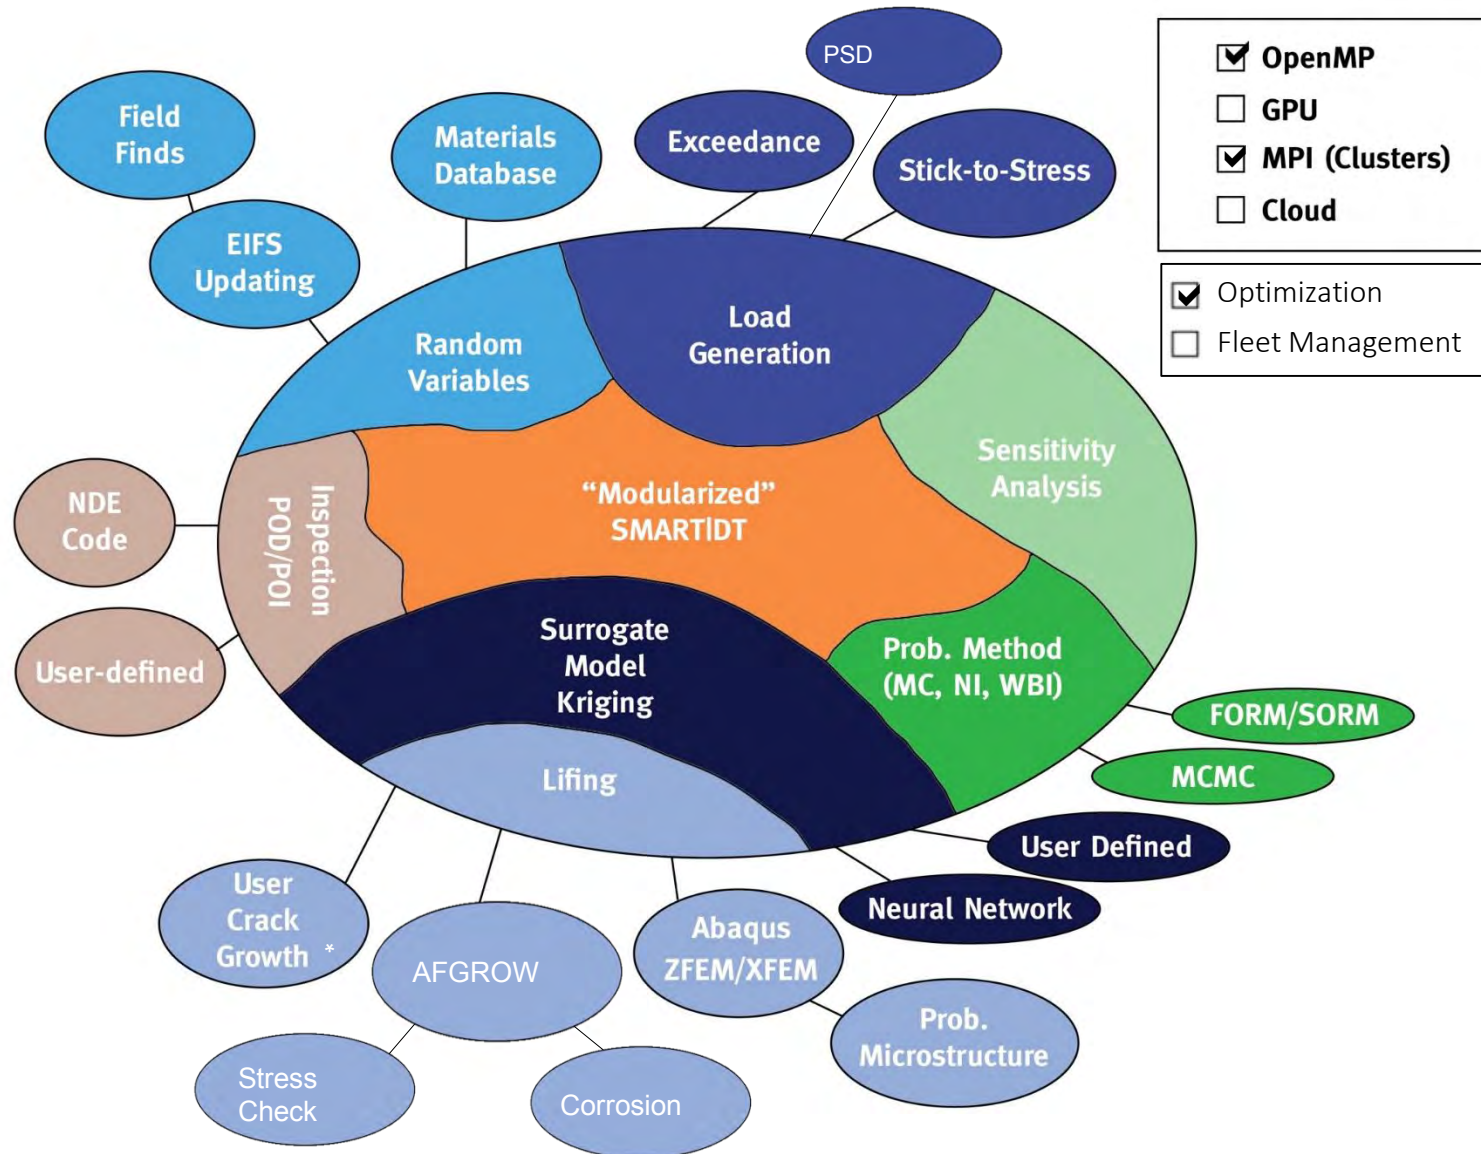 PSD
OpenMP
GPU
MPI (Clusters)
Cloud
Field
Finds
Materials
Database
Exceedance
Stick-to-Stress
EIFS
Updating
Optimization
Fleet Management
Random
Variables
Load
Generation
Sensitivity
Analysis
NDE
Code
Inspection
POD/POI
“Modularized”
SMART|DT
User-defined
Surrogate
Model
Kriging
Prob. Method
(MC, NI, WBI)
FORM/SORM
MCMC
Lifing
User Defined
Neural Network
User
Crack
Growth *
AFGROW
Abaqus
ZFEM/XFEM
Prob.
Microstructure
Stress
Check
Corrosion